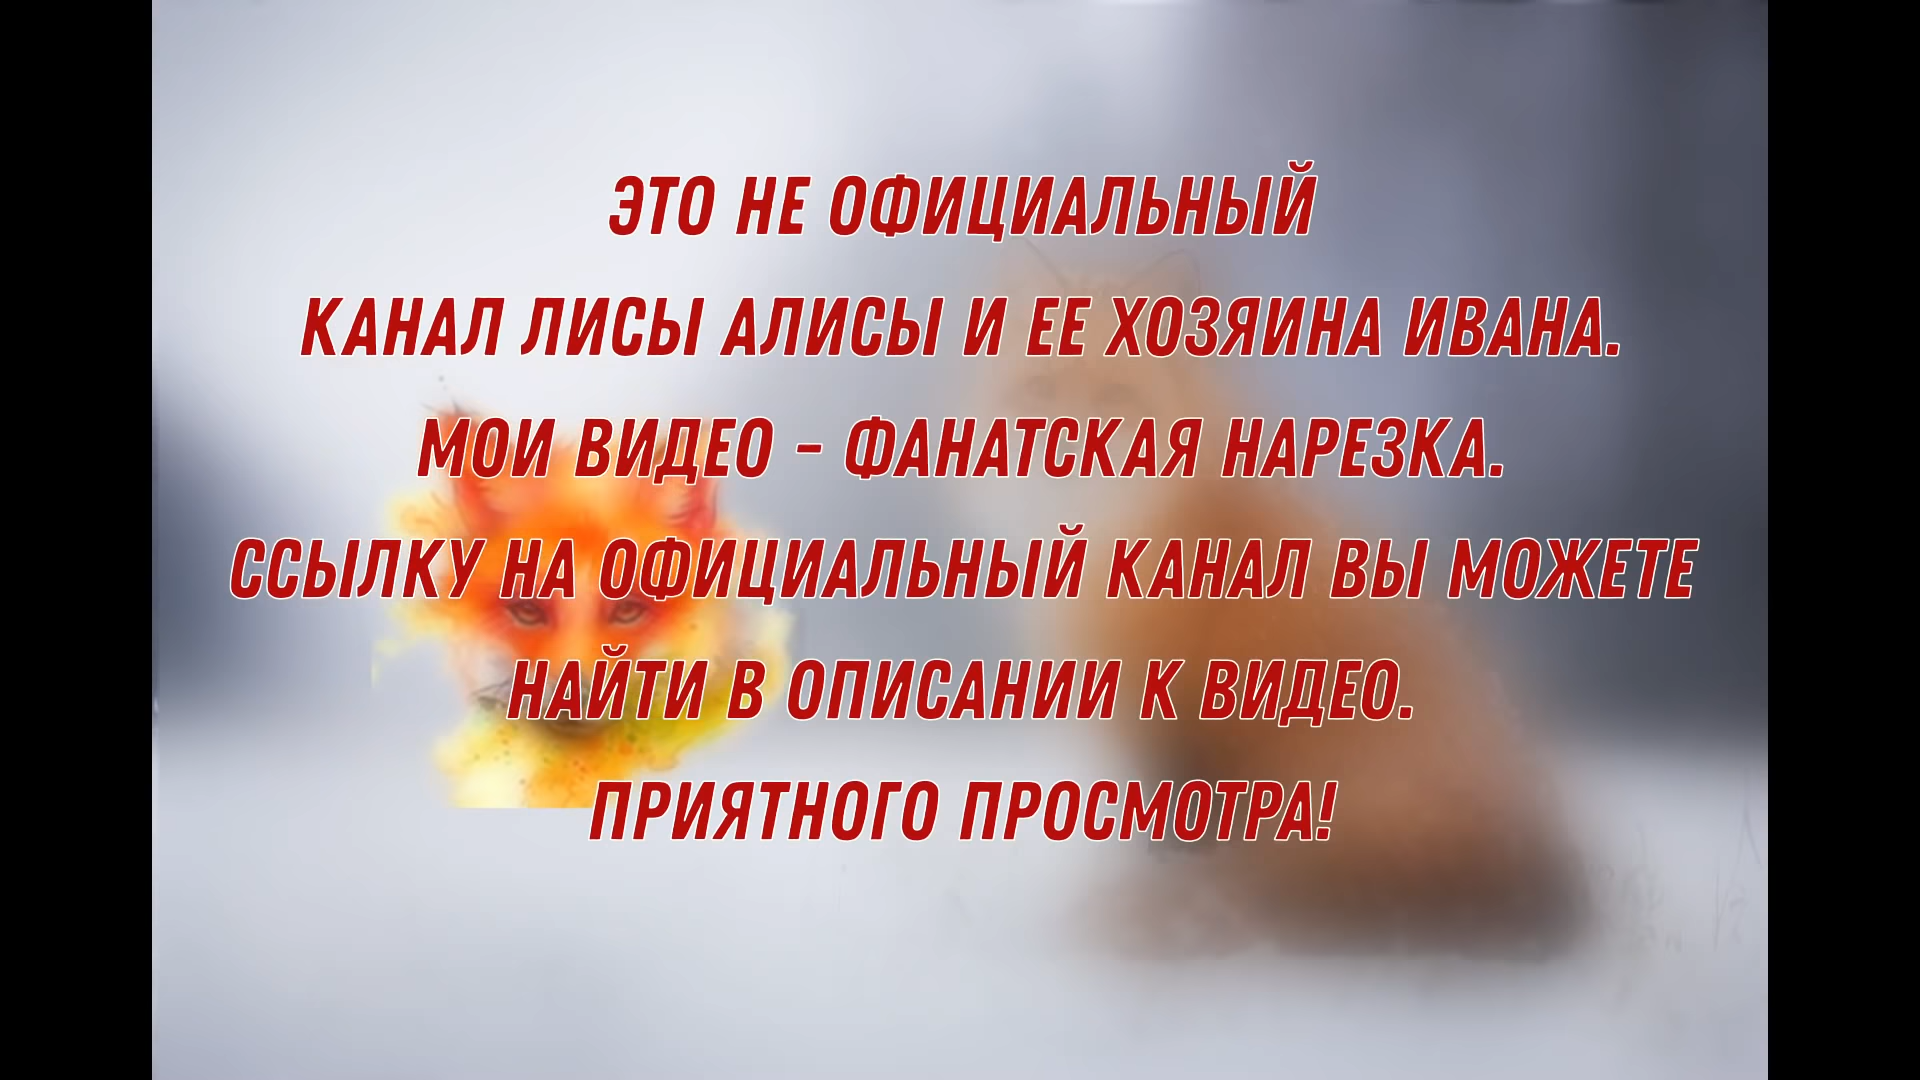 ЭТО НЕ ОФИЦИАЛЬНЫЙ
КАНАЛ ЛИСЫ АЛИСЫ И ЕЕ ХОЗЯИНА ИВАНА.
МОИ ВИДЕО - ФАНАТСКАЯ НАРЕЗКА.
ССЫЛКУ НА ОФИЦИАЛЬНЫЙ КАНАЛ ВЫ МОЖЕТЕ
НАЙТИ В ОПИСАНИИ К ВИДЕО.
ПРИЯТНОГО ПРОСМОТРА!